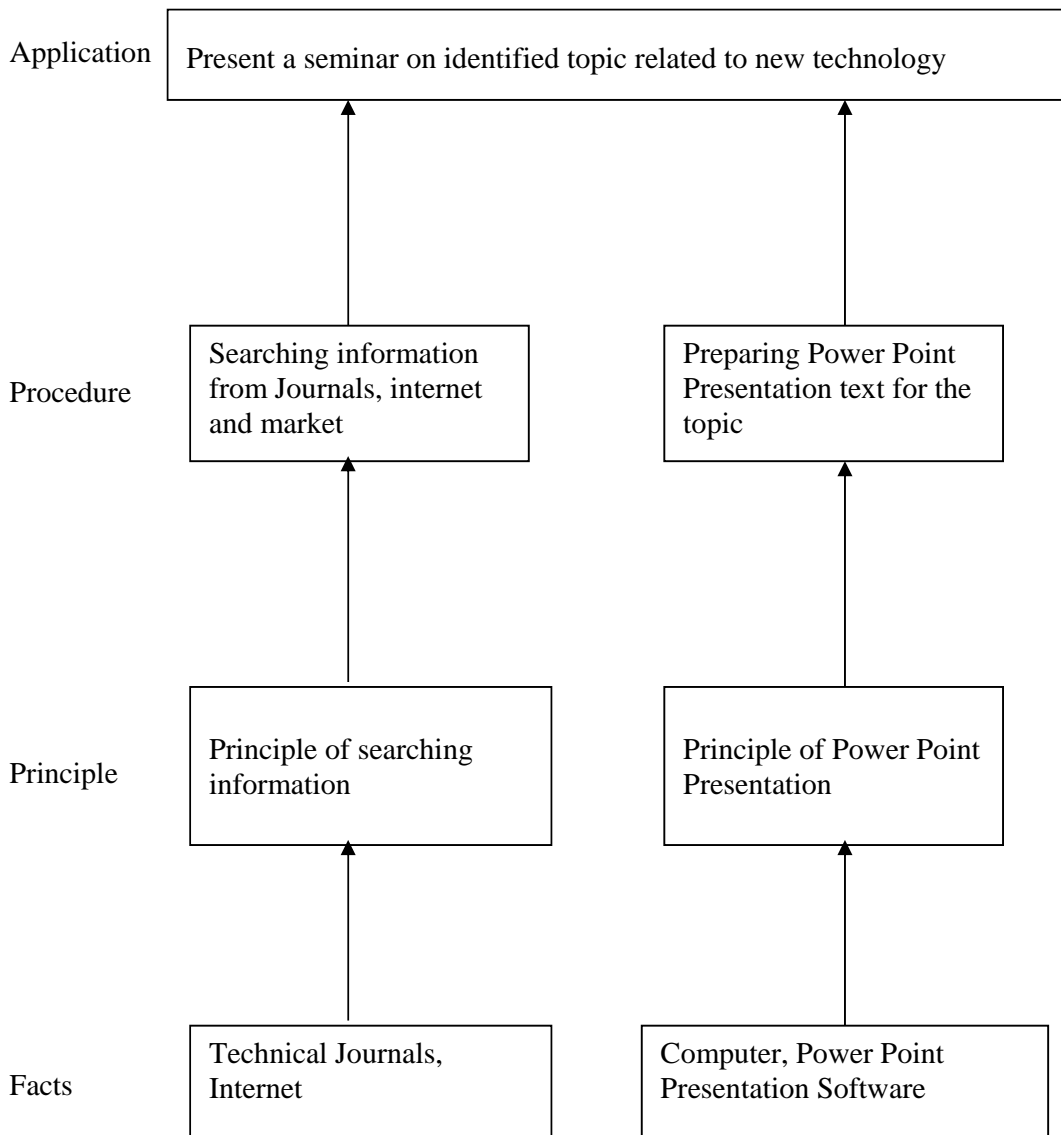 Application
Present a seminar on identified topic related to new technology
Procedure
Searching information
from Journals, internet
and market
Preparing Power Point
Presentation text for the
topic
Principle
Principle of searching
information
Principle of Power Point
Presentation
Facts
Technical Journals,
Internet
Computer, Power Point
Presentation Software